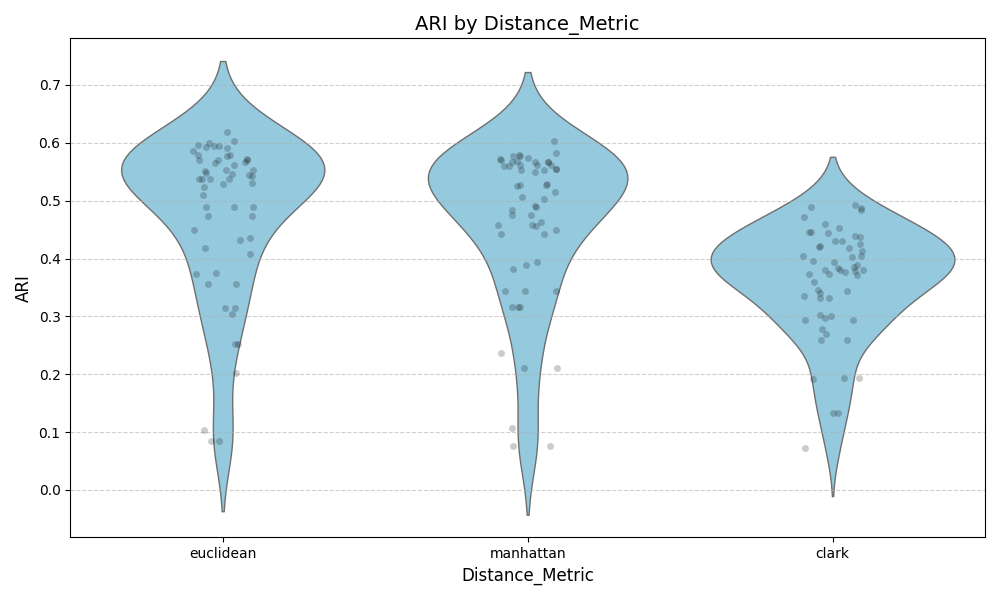 ARI by Distance_Metric
ARI
0.7
0.6
0.5
0.4
0.3
0.2
0.1
0.0
euclidean
manhattan
clark
Distance_Metric